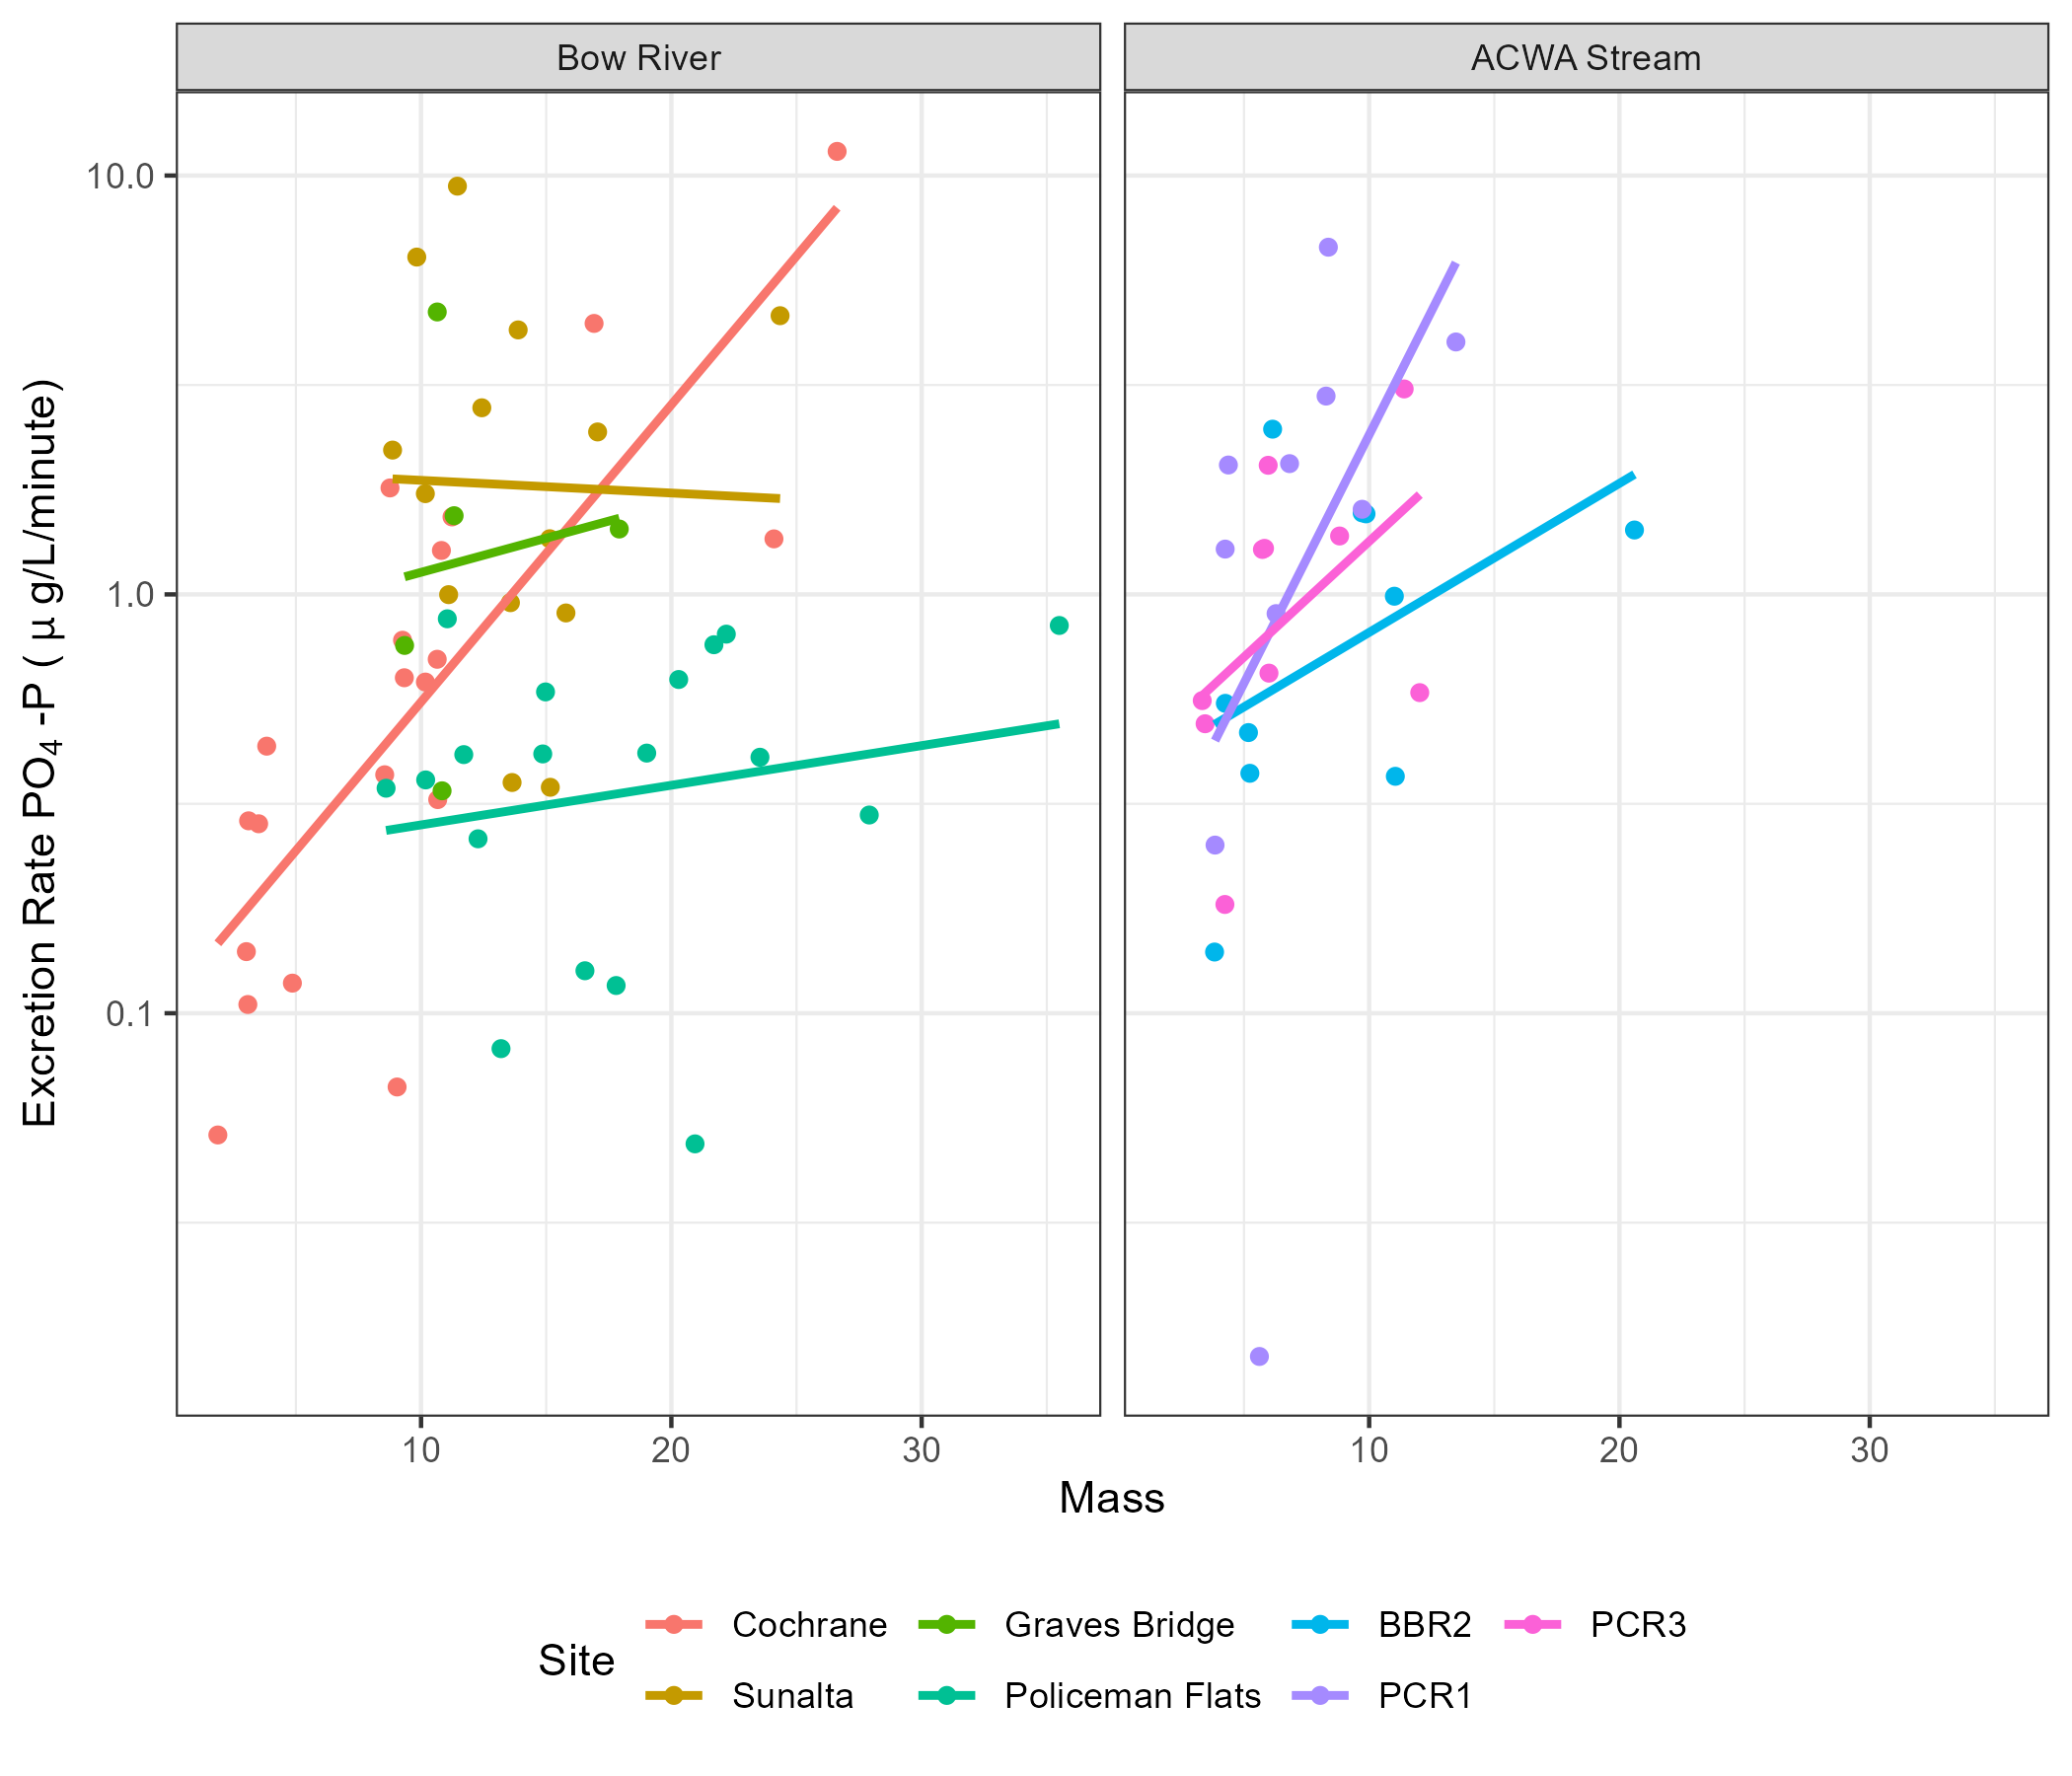 Bow River
ACWA Stream
Excretion Rate PO₄ -P ( µ g/L/minute)
10.0
1.0
0.1
10 20 30
10 20 30
Mass
Site
Cochrane Graves Bridge BBR2 PCR3
Sunalta Policeman Flats PCR1